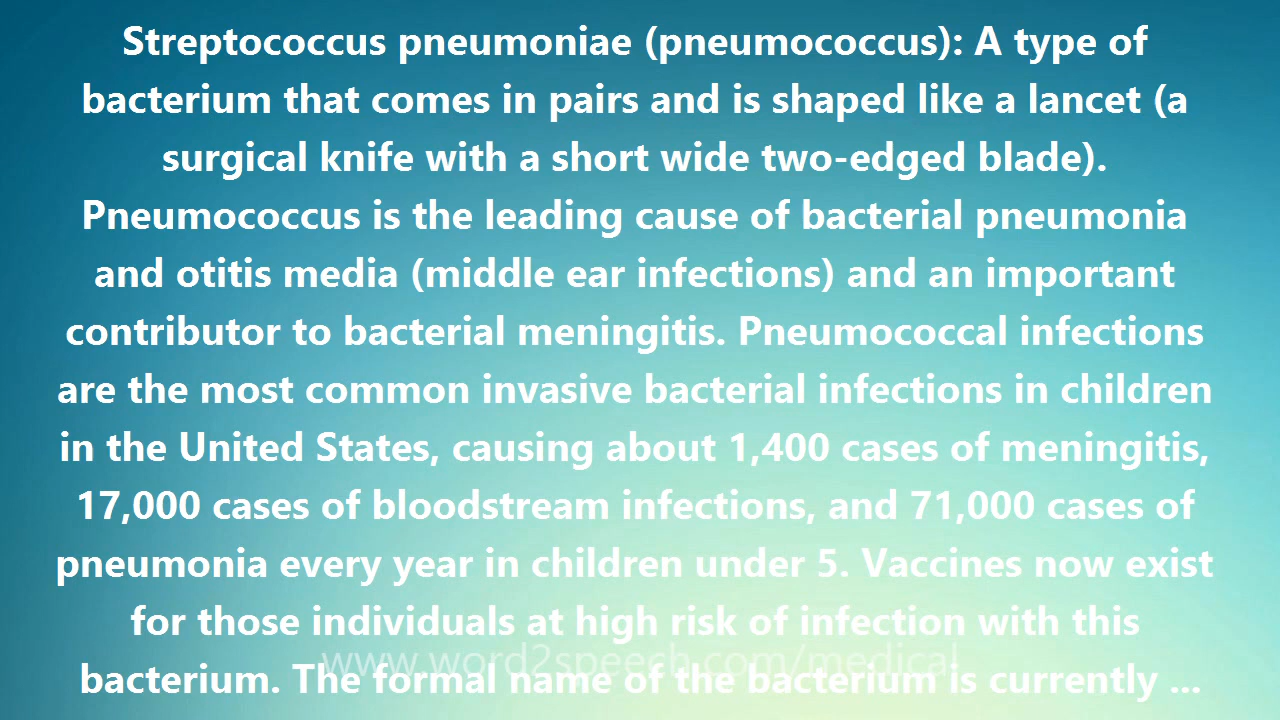 Streptococcus pneumoniae (pneumococcus): A type of
bacterium that comes in pairs and is shaped like a lancet (a
surgical knife with a short wide two-edged blade).
Pneumococcus is the leading cause of bacterial pneumonia
and otitis media (middle ear infections) and an important
contributor to bacterial meningitis. Pneumococcal infections
are the most common invasive bacterial infections in children
in the United States, causing about 1,400 cases of meningitis,
17,000 cases of bloodstream infections, and 71,000 cases of
pneumonia every year in children under 5. Vaccines now exist
for those individuals at high risk of infection with this
www.word2speech.com/medical
bacterium. The formal name of the bacterium is currently ...